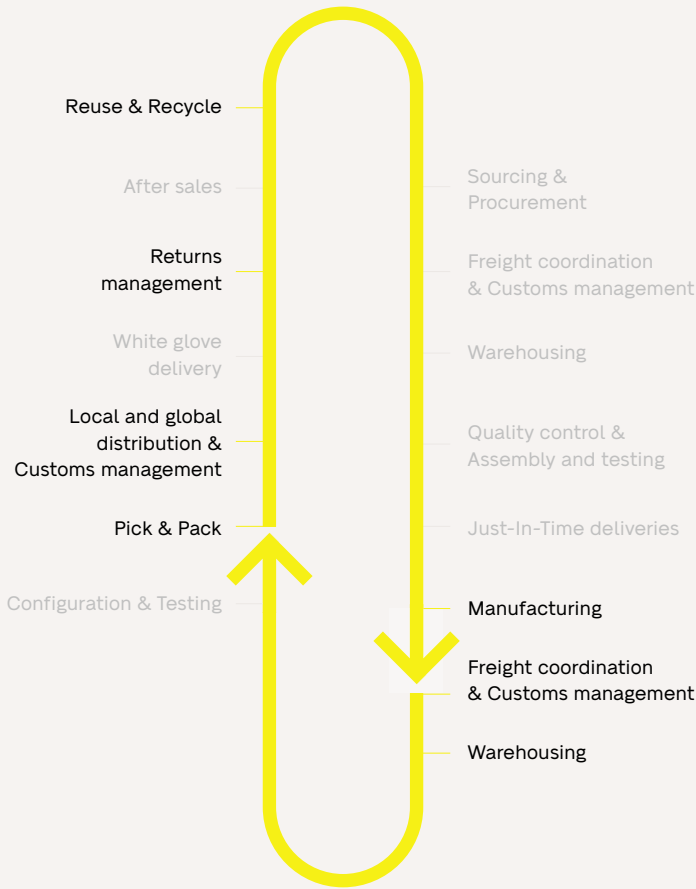 Reuse & Recycle
After sales
Returns
management
White glove
delivery
Local and global
distribution &
Customs management
Pick & Pack
Configuration & Testing
Sourcing &
Procurement
Freight coordination
& Customs management
Warehousing
Quality control &
Assembly and testing
Just-In-Time deliveries
Manufacturing
Freight coordination
& Customs management
Warehousing